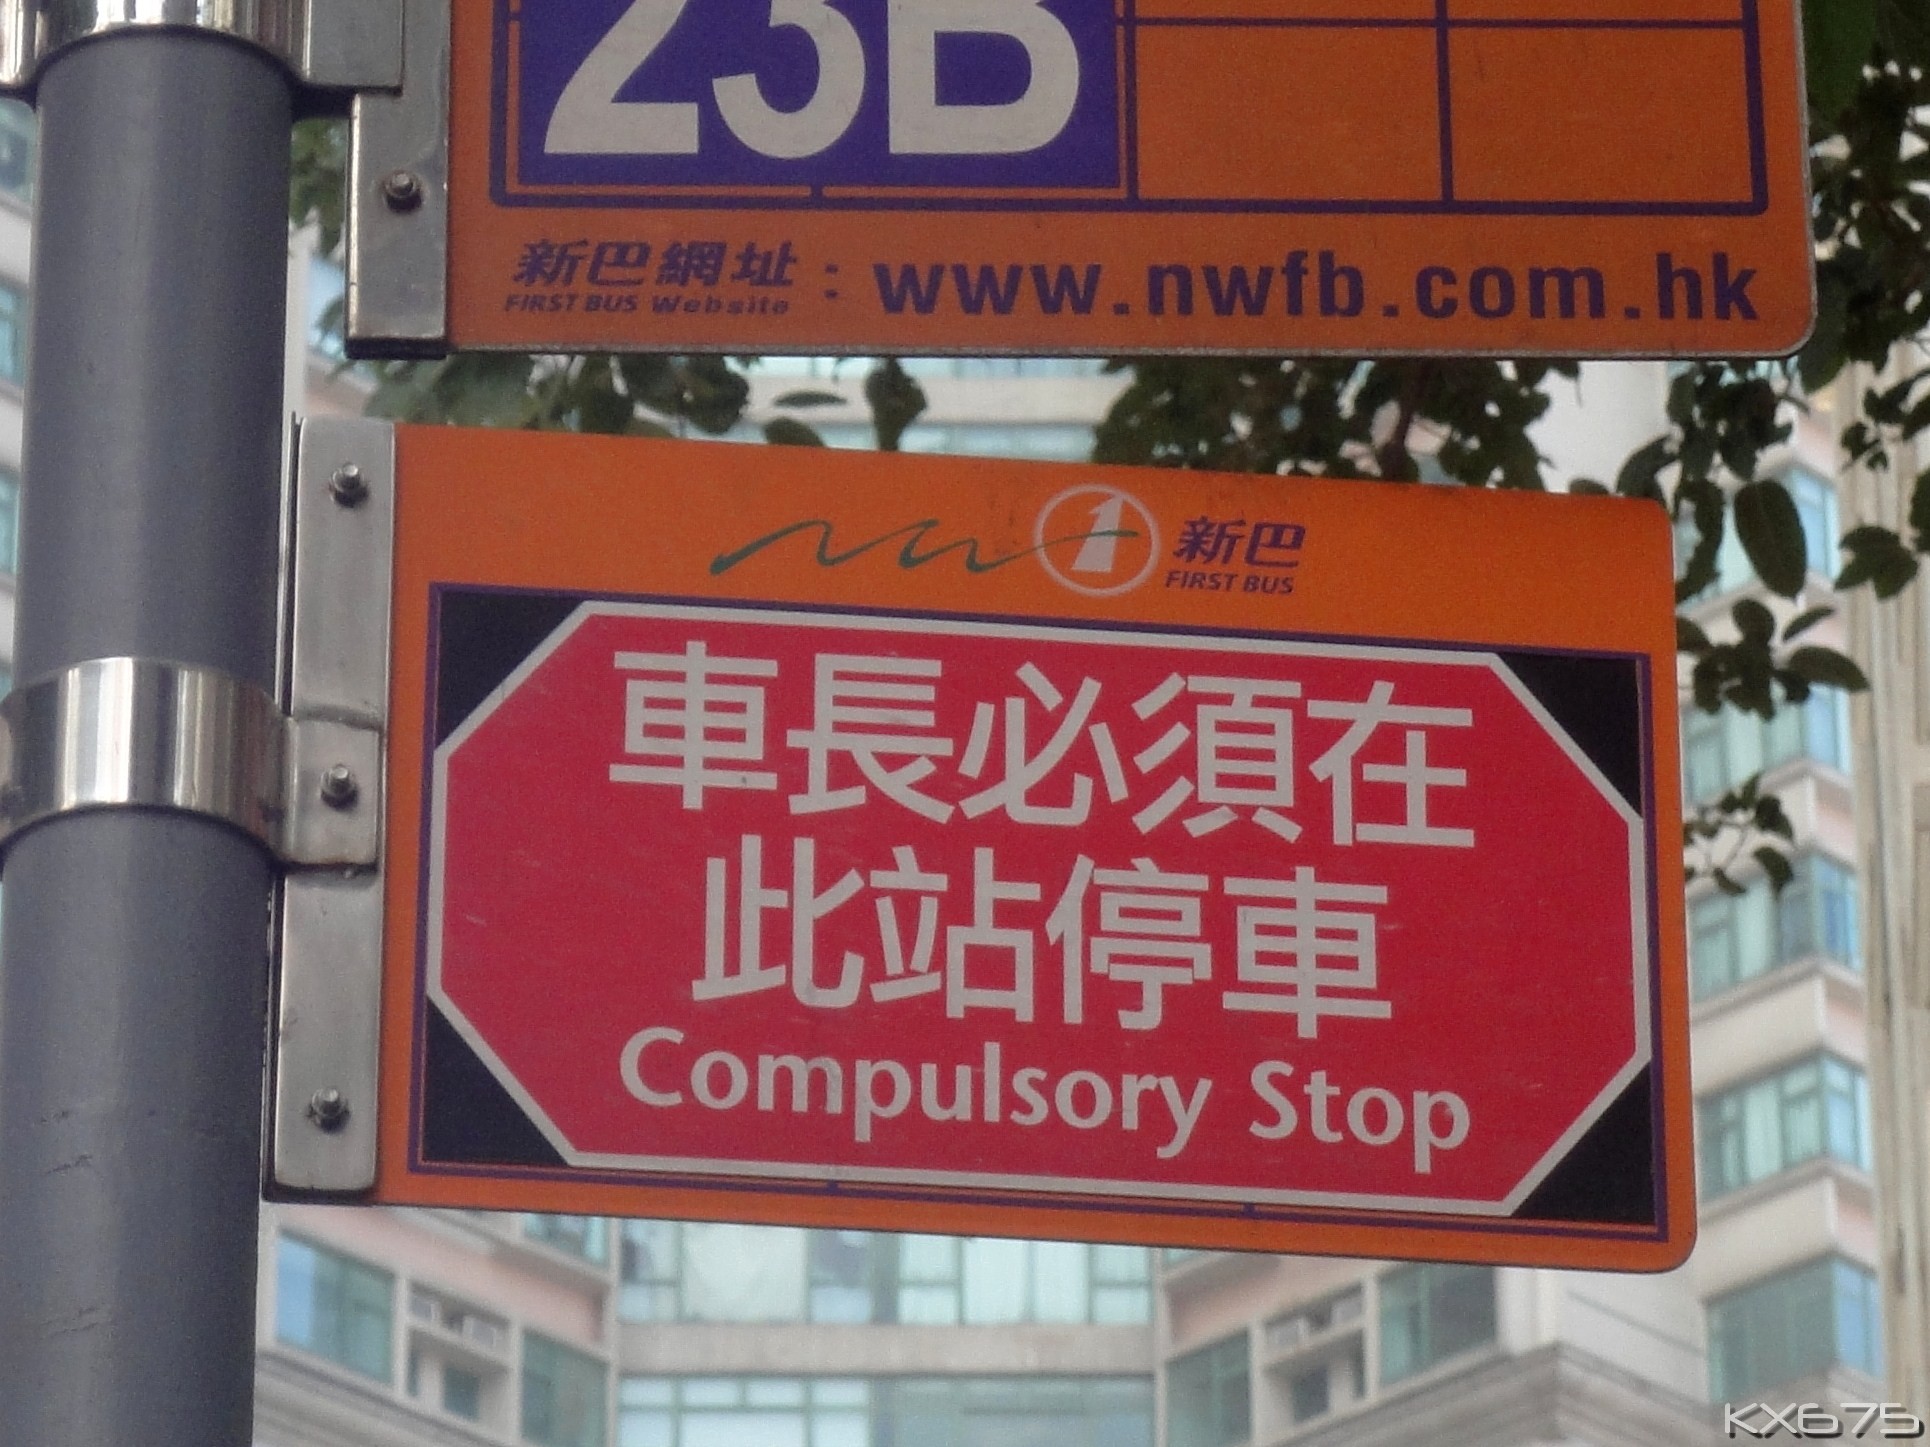 23B
新巴網址 : www.nwfb.com.hk
FIRST BUS Website
新巴
FIRST BUS
車長必須在
此站停車
Compulsory Stop
KX675